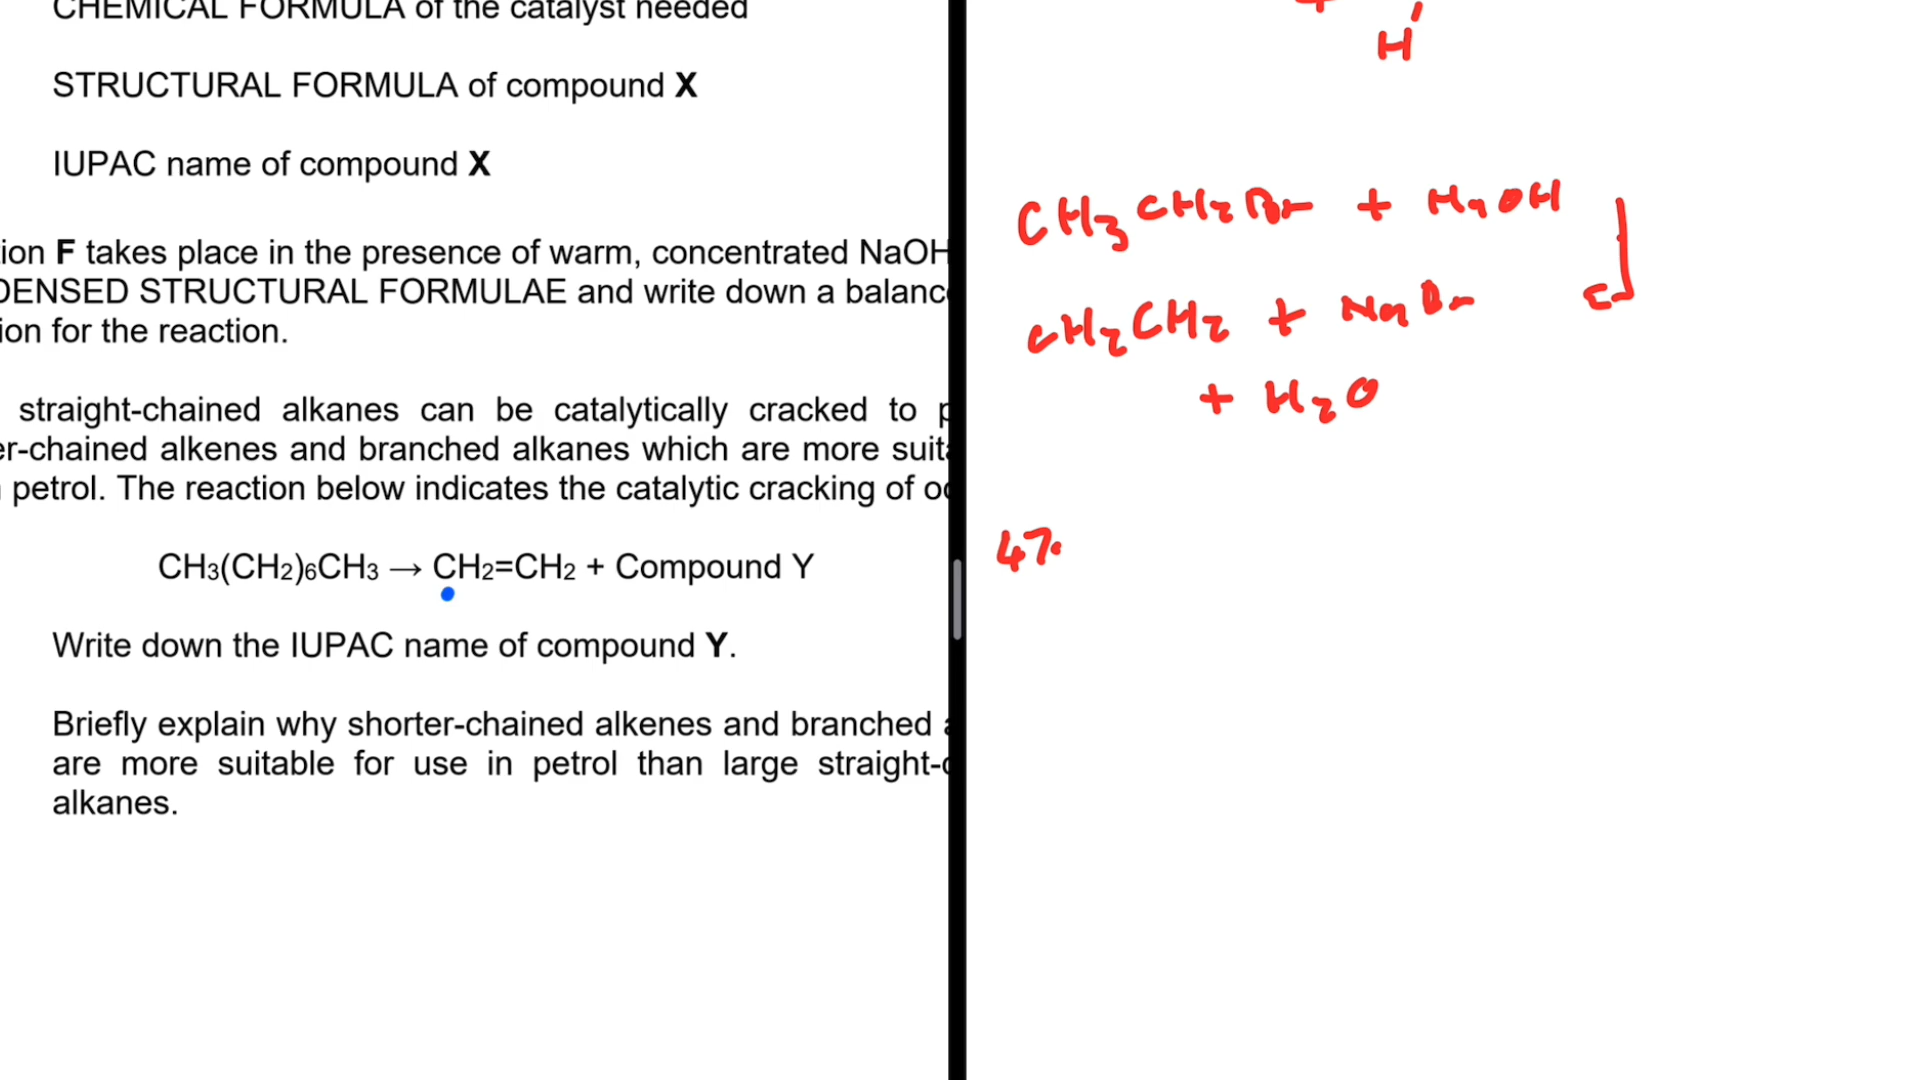 CHEMICAL FORMULA of the catalyst needed
STRUCTURAL FORMULA of compound X
IUPAC name of compound X
ion F takes place in the presence of warm, concentrated NaOH
DENSED STRUCTURAL FORMULAE and write down a balanc
ion for the reaction.
straight-chained alkanes can be catalytically cracked to p
er-chained alkenes and branched alkanes which are more suita
petrol. The reaction below indicates the catalytic cracking of oc
CH3(CH2)6CH3 → CH2=CH2 + Compound Y
Write down the IUPAC name of compound Y.
Briefly explain why shorter-chained alkenes and branched a
are more suitable for use in petrol than large straight-c
alkanes.
H
CH3CH2Br + NaOH
CH2CH2 + NaBr
+ H2O
47.